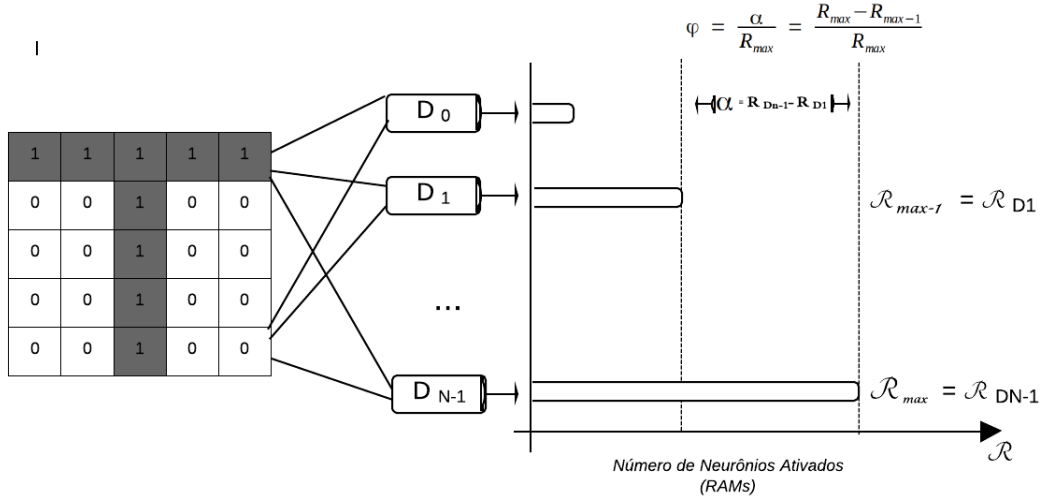 φ = α / R_max = (R_max − R_max−1) / R_max
I
α = R Dn-1 - R D1
D 0
1 1 1 1 1
0 0 1 0 0
D 1
ℛ max-1 = ℛ D1
0 0 1 0 0
0 0 1 0 0
...
0 0 1 0 0
D N-1
ℛ max = ℛ DN-1
ℛ
Número de Neurônios Ativados
(RAMs)